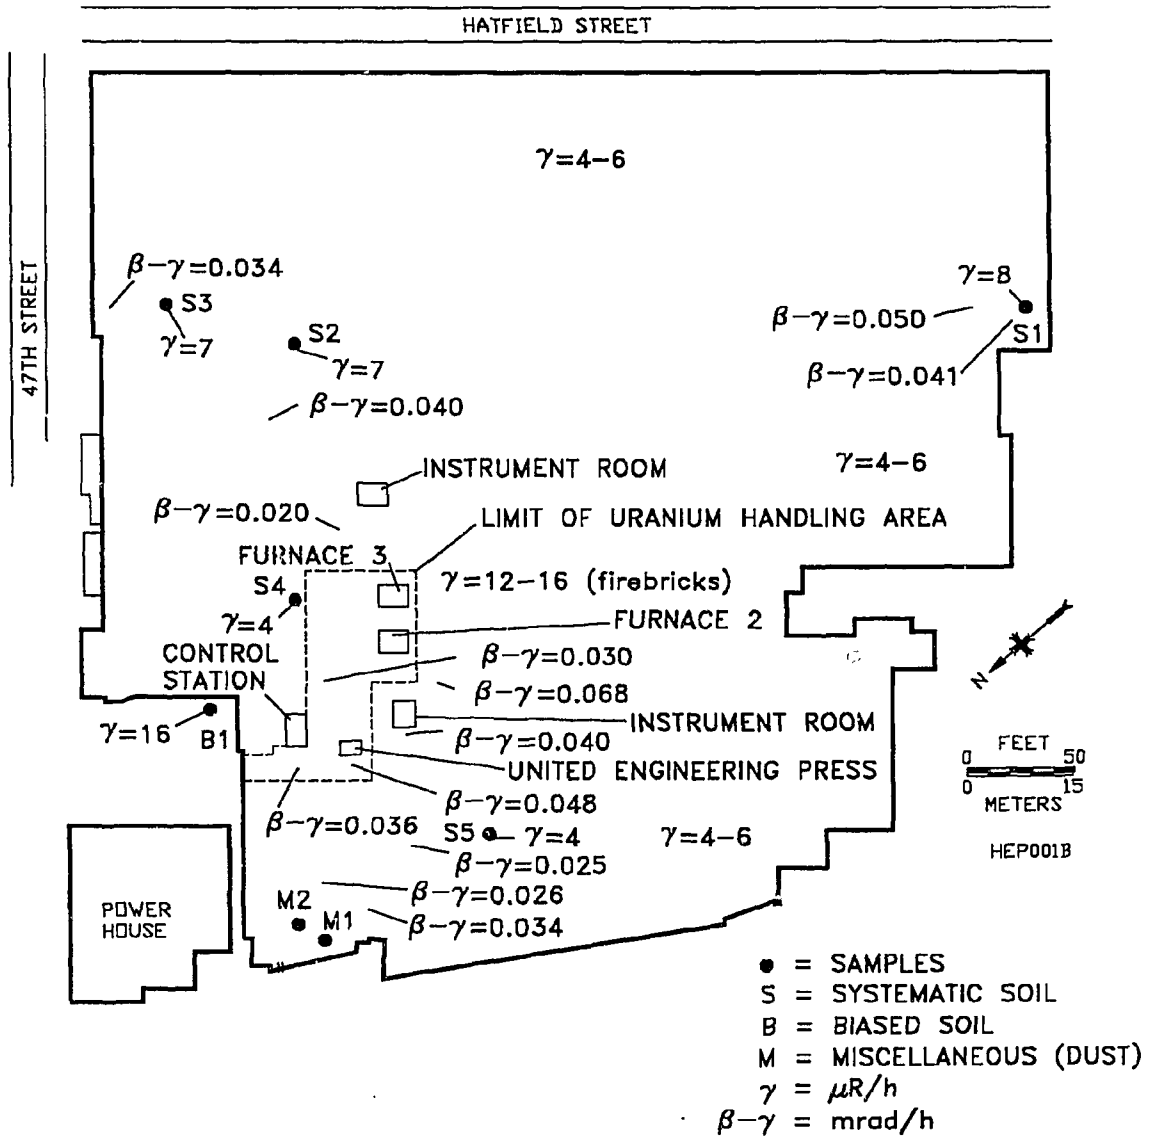 HATFIELD STREET
47TH STREET
γ=4-6
β-γ=0.034
S3
γ=7
S2
γ=7
β-γ=0.040
γ=8
β-γ=0.050
S1
β-γ=0.041
γ=4-6
INSTRUMENT ROOM
β-γ=0.020
LIMIT OF URANIUM HANDLING AREA
FURNACE 3
γ=12-16 (firebricks)
S4
γ=4
FURNACE 2
CONTROL
STATION
β-γ=0.030
β-γ=0.068
γ=16
B1
INSTRUMENT ROOM
β-γ=0.040
UNITED ENGINEERING PRESS
β-γ=0.048
β-γ=0.036
S5
γ=4
γ=4-6
β-γ=0.025
β-γ=0.026
β-γ=0.034
M2
M1
POWER
HOUSE
N
FEET
0 50
0 15
METERS
HEP001B
● = SAMPLES
S = SYSTEMATIC SOIL
B = BIASED SOIL
M = MISCELLANEOUS (DUST)
γ = μR/h
β-γ = mrad/h